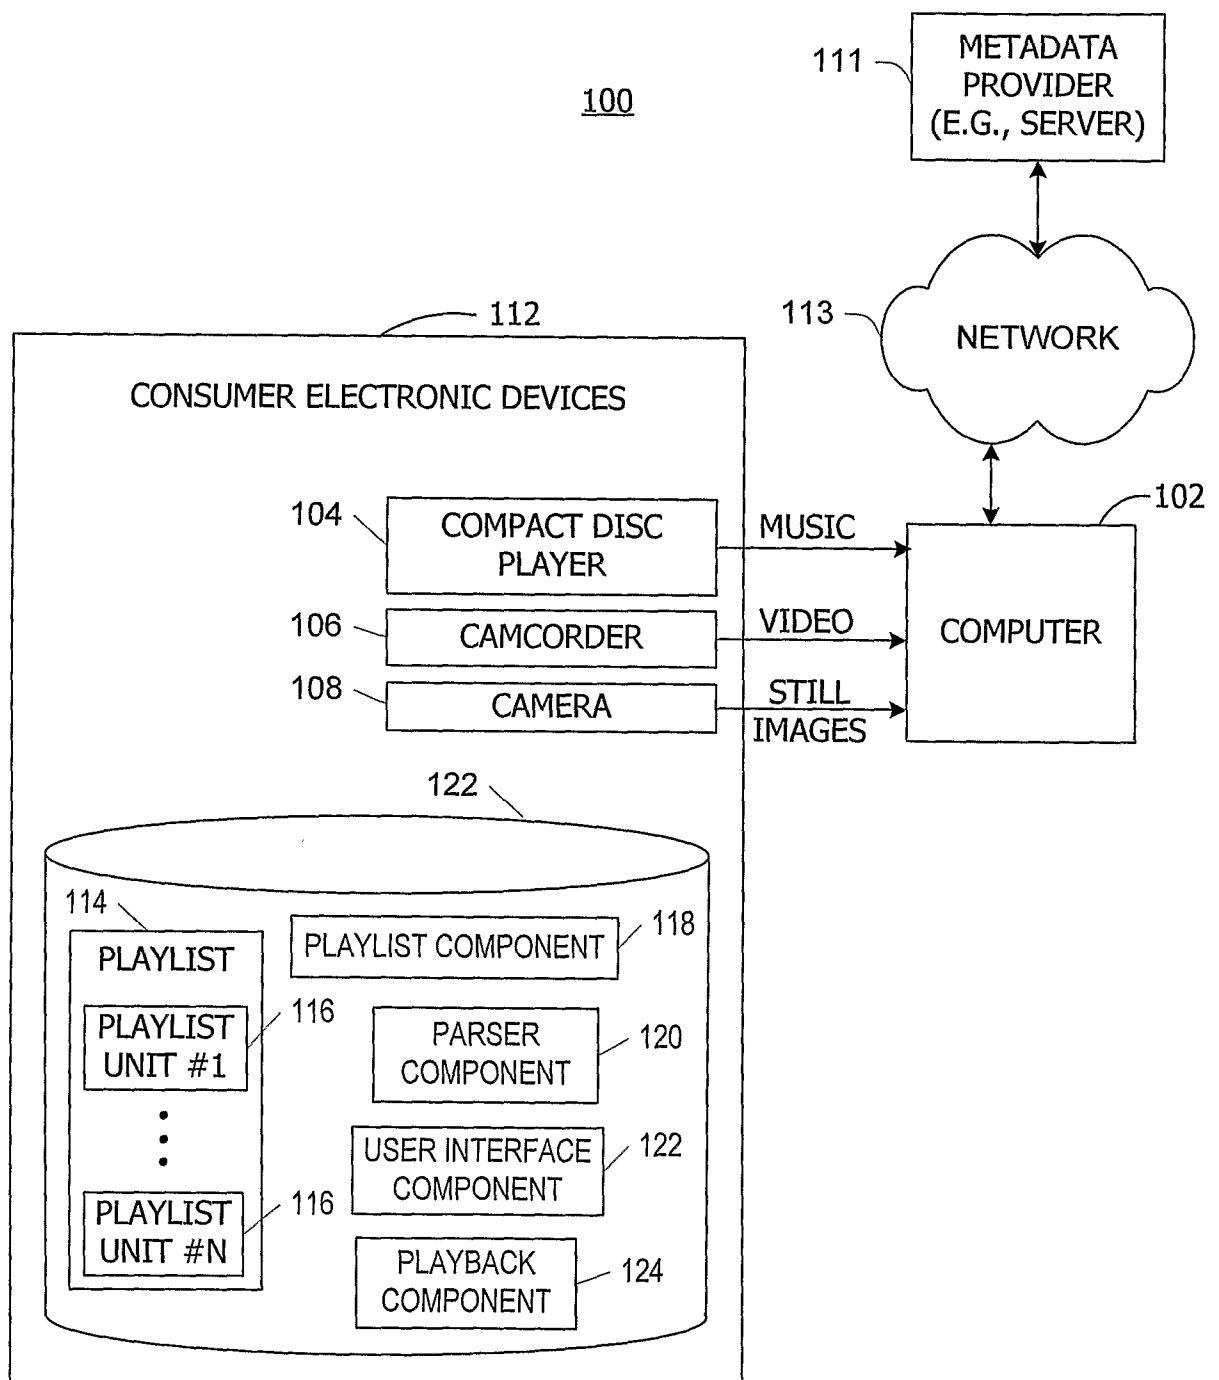 111
METADATA
PROVIDER
(E.G., SERVER)
100
113
NETWORK
112
CONSUMER ELECTRONIC DEVICES
104
COMPACT DISC
PLAYER
MUSIC
102
COMPUTER
106
CAMCORDER
VIDEO
108
CAMERA
STILL
IMAGES
122
114
PLAYLIST
PLAYLIST
UNIT #1
116
PLAYLIST
UNIT #N
116
PLAYLIST COMPONENT
118
PARSER
COMPONENT
120
USER INTERFACE
COMPONENT
122
PLAYBACK
COMPONENT
124